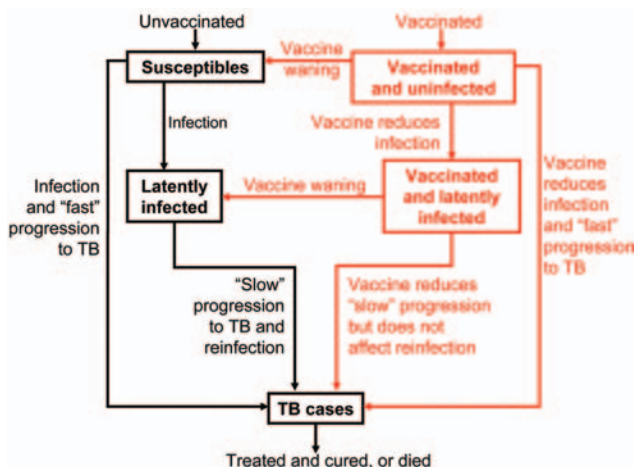 Unvaccinated
Vaccinated
Susceptibles
Vaccine
waning
Vaccinated
and uninfected
Infection
Vaccine reduces
infection
Infection
and “fast”
progression
to TB
Latently
infected
Vaccine waning
Vaccinated
and latently
infected
Vaccine
reduces
infection
and “fast”
progression
to TB
“Slow”
progression
to TB and
reinfection
Vaccine reduces
“slow” progression
but does not
affect reinfection
TB cases
Treated and cured, or died